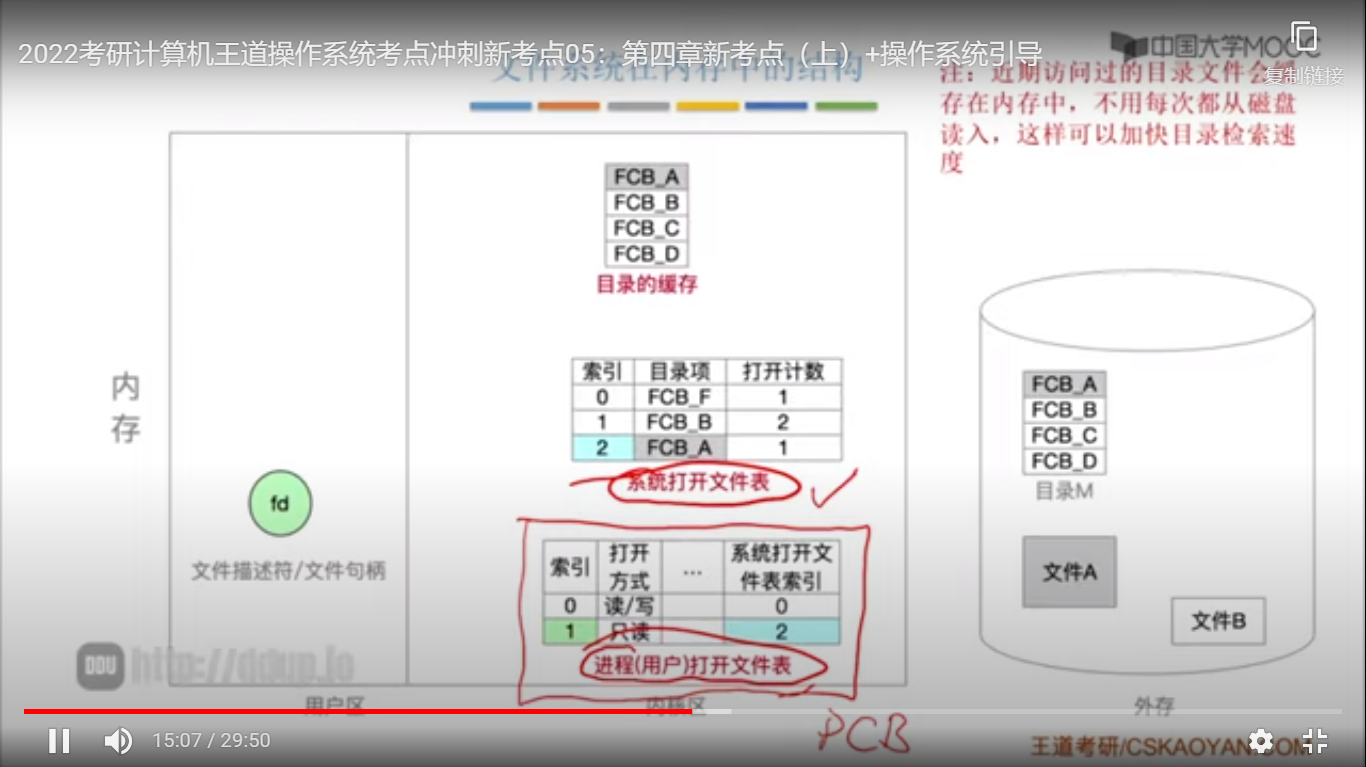 2022考研计算机王道操作系统考点冲刺新考点05：第四章新考点（上）+操作系统引导
中国大学MOOC
复制链接
文件系统在内存中的结构
注：近期访问过的目录文件会缓
存在内存中，不用每次都从磁盘
读入，这样可以加快目录检索速
度
FCB_A
FCB_B
FCB_C
FCB_D
目录的缓存
内
存
索引 目录项 打开计数
0 FCB_F 1
1 FCB_B 2
2 FCB_A 1
系统打开文件表
fd
文件描述符/文件句柄
索引 打开方式 ... 系统打开文件表索引
0 读/写 0
1 只读 2
进程(用户)打开文件表
FCB_A
FCB_B
FCB_C
FCB_D
目录M
文件A
文件B
DDU http://ddup.io
用户区
内核区
外存
PCB
15:07 / 29:50
王道考研/CSKAOYAN.COM